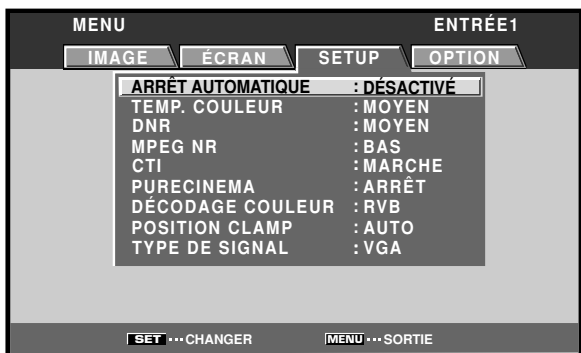 MENU ENTRÉE1
IMAGE ÉCRAN SETUP OPTION
ARRÊT AUTOMATIQUE : DÉSACTIVÉ
TEMP. COULEUR : MOYEN
DNR : MOYEN
MPEG NR : BAS
CTI : MARCHE
PURECINEMA : ARRÊT
DÉCODAGE COULEUR : RVB
POSITION CLAMP : AUTO
TYPE DE SIGNAL : VGA
SET ··· CHANGER MENU ··· SORTIE